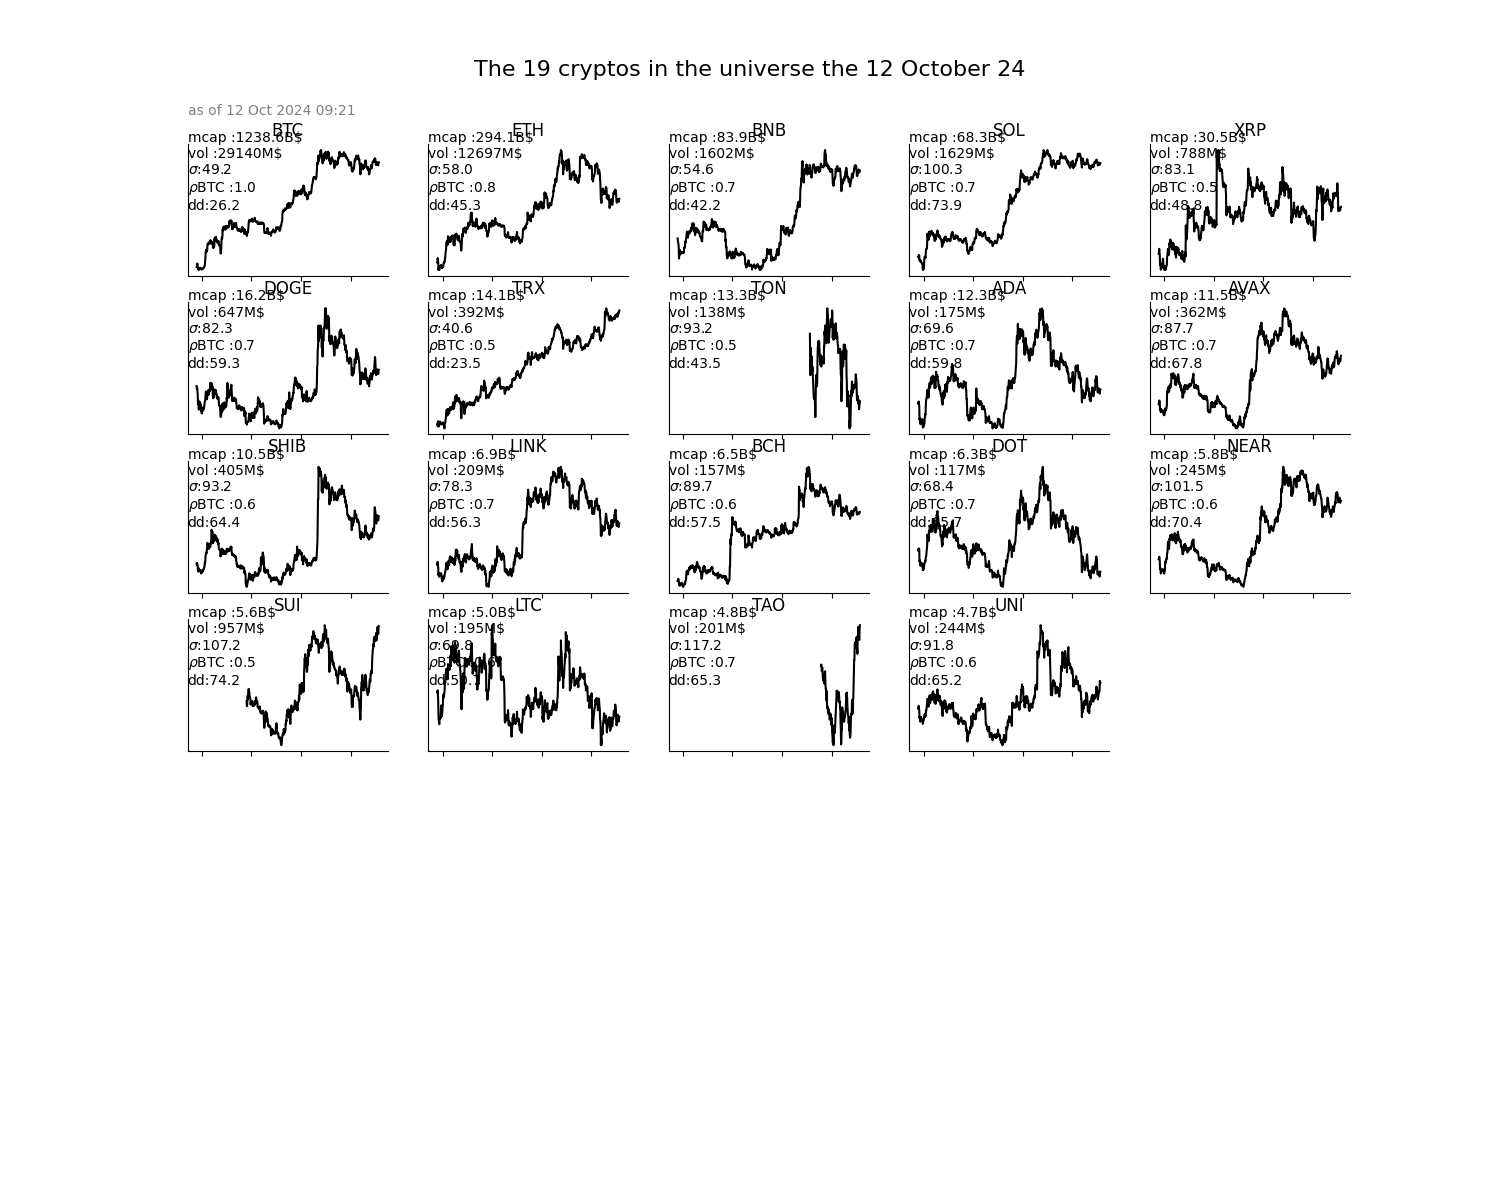 The 19 cryptos in the universe the 12 October 24
as of 12 Oct 2024 09:21
BTC
mcap :1238.6B$
vol :29140M$
σ:49.2
ρBTC :1.0
dd:26.2
ETH
mcap :294.1B$
vol :12697M$
σ:58.0
ρBTC :0.8
dd:45.3
BNB
mcap :83.9B$
vol :1602M$
σ:54.6
ρBTC :0.7
dd:42.2
SOL
mcap :68.3B$
vol :1629M$
σ:100.3
ρBTC :0.7
dd:73.9
XRP
mcap :30.5B$
vol :788M$
σ:83.1
ρBTC :0.5
dd:48.8
DOGE
mcap :16.2B$
vol :647M$
σ:82.3
ρBTC :0.7
dd:59.3
TRX
mcap :14.1B$
vol :392M$
σ:40.6
ρBTC :0.5
dd:23.5
TON
mcap :13.3B$
vol :138M$
σ:93.2
ρBTC :0.5
dd:43.5
ADA
mcap :12.3B$
vol :175M$
σ:69.6
ρBTC :0.7
dd:59.8
AVAX
mcap :11.5B$
vol :362M$
σ:87.7
ρBTC :0.7
dd:67.8
SHIB
mcap :10.5B$
vol :405M$
σ:93.2
ρBTC :0.6
dd:64.4
LINK
mcap :6.9B$
vol :209M$
σ:78.3
ρBTC :0.7
dd:56.3
BCH
mcap :6.5B$
vol :157M$
σ:89.7
ρBTC :0.6
dd:57.5
DOT
mcap :6.3B$
vol :117M$
σ:68.4
ρBTC :0.7
NEAR
mcap :5.8B$
vol :245M$
σ:101.5
ρBTC :0.6
dd:70.4
SUI
mcap :5.6B$
vol :957M$
σ:107.2
ρBTC :0.5
dd:74.2
LTC
mcap :5.0B$
vol :195M$
TAO
mcap :4.8B$
vol :201M$
σ:117.2
ρBTC :0.7
dd:65.3
UNI
mcap :4.7B$
vol :244M$
σ:91.8
ρBTC :0.6
dd:65.2